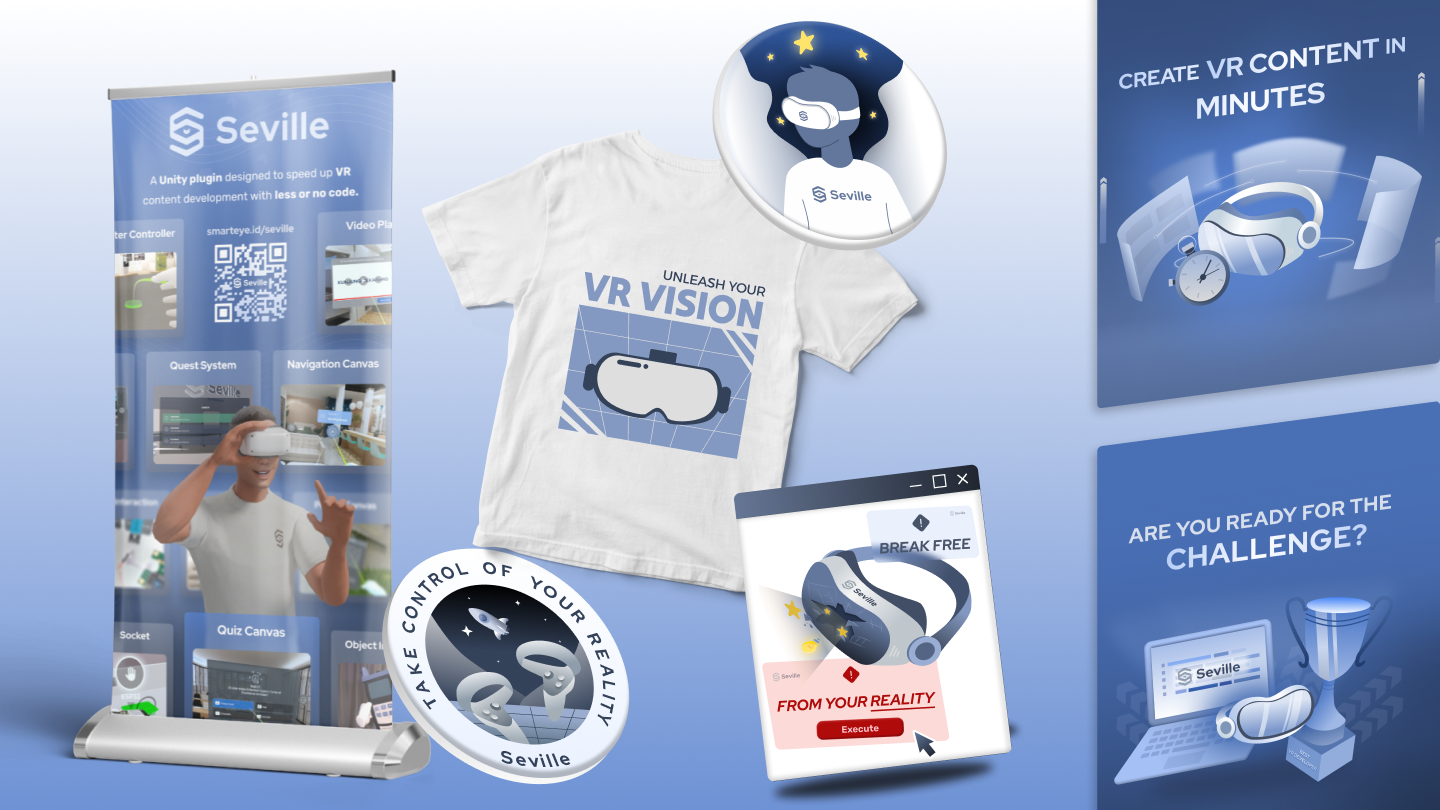 Seville
A Unity plugin designed to speed up VR
content development with less or no code.
ter Controller
smarteye.id/seville
Video Pla
Seville
Quest System
Navigation Canvas
Seville
Socket
Quiz Canvas
Object I
UNLEASH YOUR
VR VISION
Seville
TAKE CONTROL OF YOUR REALITY
Seville
BREAK FREE
Seville
Seville
FROM YOUR REALITY
Execute
CREATE VR CONTENT IN
MINUTES
ARE YOU READY FOR THE
CHALLENGE?
Seville